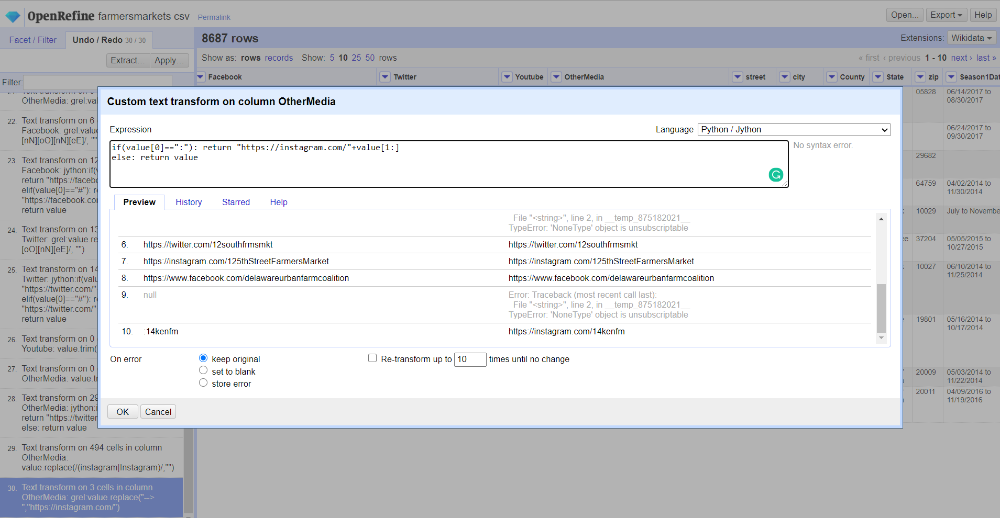 OpenRefine farmersmarkets csv Permalink
Open... Export Help
Facet / Filter Undo / Redo 30 / 30
8687 rows
Extensions: Wikidata
Extract... Apply...
Show as: rows records Show: 5 10 25 50 rows
« first ‹ previous 1 - 10 next › last »
Filter:
Facebook Twitter Youtube OtherMedia street city County State zip Season1Dat
OtherMedia: grel:val
22. Text transform on 6
Facebook: grel:value
[nN][oO][nN][eE]/, ""
23. Text transform on 12
Facebook: jython:if(v
return "https://facebo
elif(value[0]=="#"): re
"https://facebook.co
return value
24. Text transform on 13
Twitter: grel:value.re
[oO][nN][eE]/, "")
25. Text transform on 14
Twitter: jython:if(valu
"https://twitter.com/"
elif(value[0]=="#"): re
"https://twitter.com/"
return value
26. Text transform on 0
Youtube: value.trim(
27. Text transform on 0
OtherMedia: value.tr
28. Text transform on 29
OtherMedia: jython:i
return "https://twitter
else: return value
29. Text transform on 494 cells in column
OtherMedia:
value.replace(/(instagram|Instagram)/,"")
30. Text transform on 3 cells in column
OtherMedia: grel:value.replace("-->
","https://instagram.com/")
Custom text transform on column OtherMedia
Expression
Language Python / Jython
if(value[0]==":"): return "https://instagram.com/"+value[1:]
else: return value
No syntax error.
Preview History Starred Help
File "<string>", line 2, in __temp_875182021__
TypeError: 'NoneType' object is unsubscriptable
6. https://twitter.com/12southfrmsmkt https://twitter.com/12southfrmsmkt
7. https://instagram.com/125thStreetFarmersMarket https://instagram.com/125thStreetFarmersMarket
8. https://www.facebook.com/delawareurbanfarmcoalition https://www.facebook.com/delawareurbanfarmcoalition
9. null Error: Traceback (most recent call last):
File "<string>", line 2, in __temp_875182021__
TypeError: 'NoneType' object is unsubscriptable
10. :14kenfm https://instagram.com/14kenfm
On error
keep original
set to blank
store error
Re-transform up to 10 times until no change
OK Cancel
05828 06/14/2017 to
08/30/2017
06/24/2017 to
09/30/2017
29682
64759 04/02/2014 to
11/30/2014
10029 July to Novembe
ee 37204 05/05/2015 to
10/27/2015
10027 06/10/2014 to
11/25/2014
19801 05/16/2014 to
10/17/2014
20009 05/03/2014 to
11/22/2014
20011 04/09/2016 to
11/19/2016